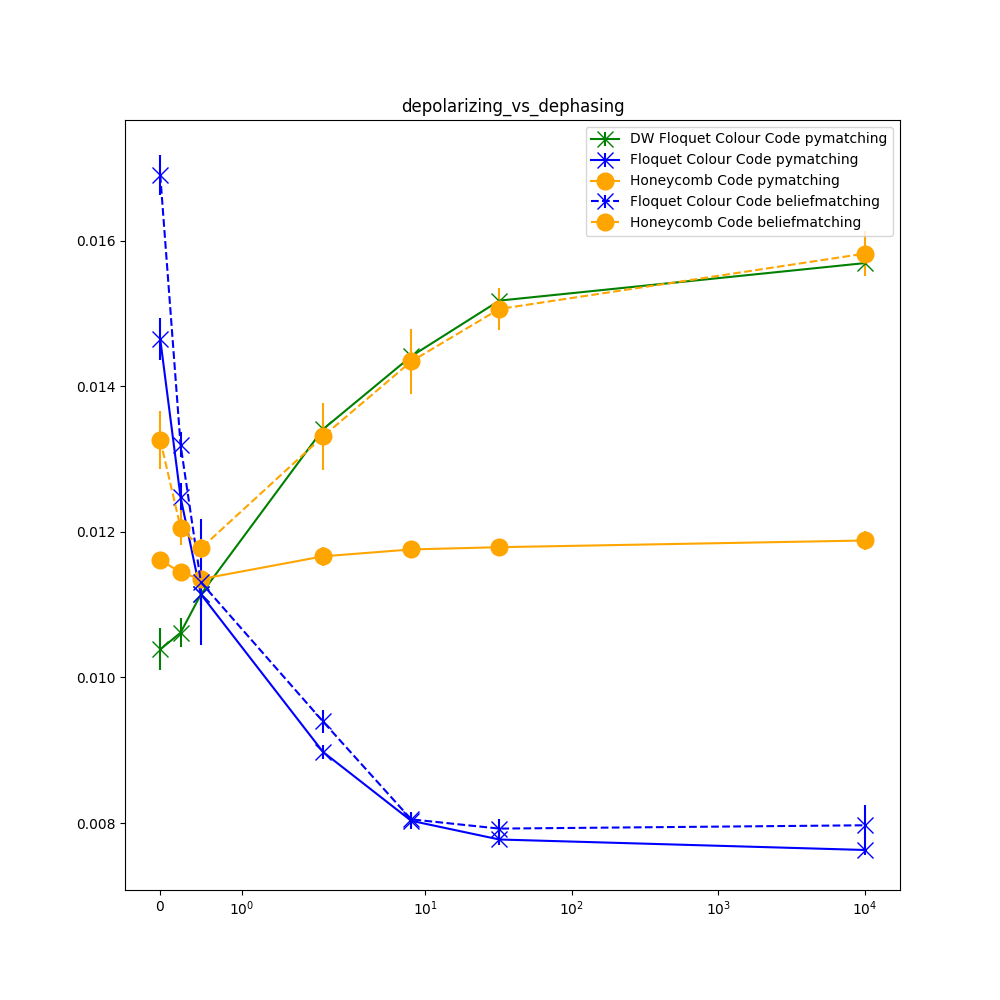 depolarizing_vs_dephasing
DW Floquet Colour Code pymatching
Floquet Colour Code pymatching
Honeycomb Code pymatching
Floquet Colour Code beliefmatching
Honeycomb Code beliefmatching
0.016
0.014
0.012
0.010
0.008
0 10⁰ 10¹ 10² 10³ 10⁴